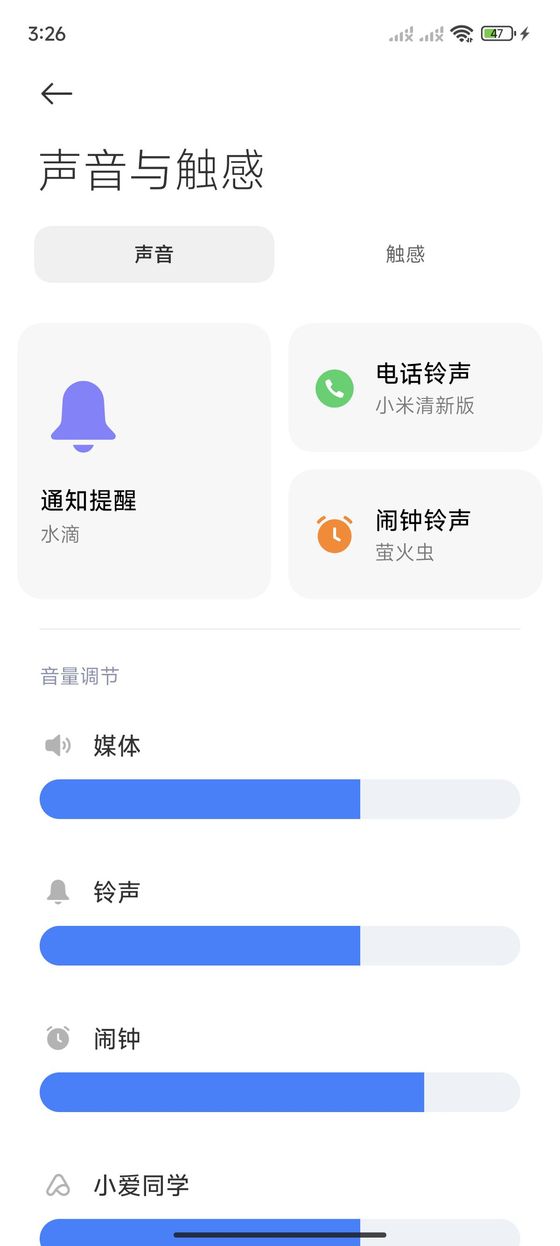 3:26
47
声音与触感
声音
触感
通知提醒
水滴
电话铃声
小米清新版
闹钟铃声
萤火虫
音量调节
媒体
铃声
闹钟
小爱同学